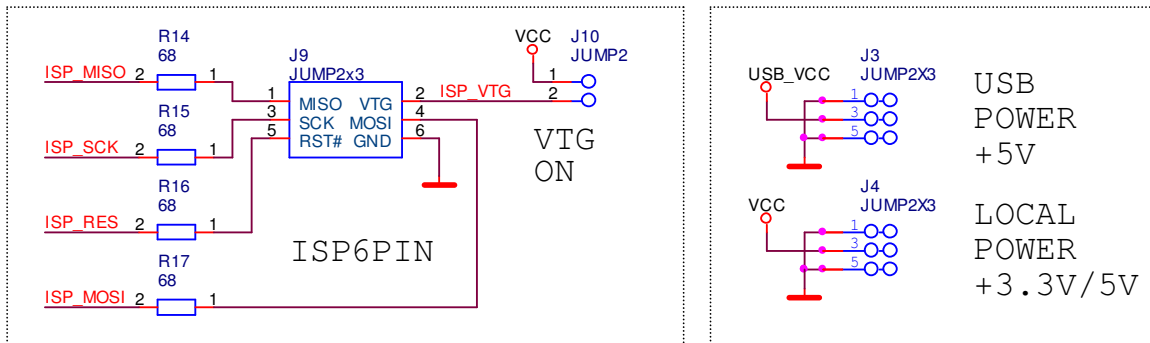 R14
68
ISP_MISO 2 1
R15
68
ISP_SCK 2 1
R16
68
ISP_RES 2 1
R17
68
ISP_MOSI 2 1
J9
JUMP2x3
1 MISO VTG 2 ISP_VTG
3 SCK MOSI 4
5 RST# GND 6
ISP6PIN
VCC
J10
JUMP2
1
2
VTG
ON
USB_VCC
J3
JUMP2X3
1
3
5
USB
POWER
+5V
VCC
J4
JUMP2X3
1
3
5
LOCAL
POWER
+3.3V/5V